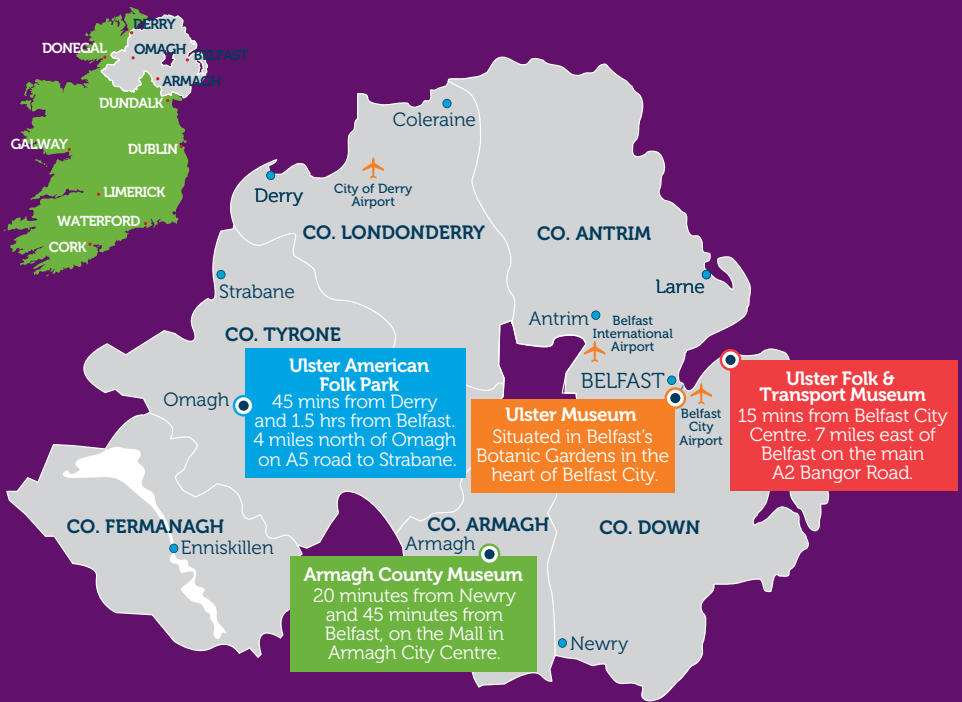 DERRY
DONEGAL
OMAGH
BELFAST
ARMAGH
DUNDALK
GALWAY
DUBLIN
LIMERICK
WATERFORD
CORK
Coleraine
City of Derry
Airport
Derry
CO. LONDONDERRY
CO. ANTRIM
Strabane
Larne
Antrim
Belfast
International
Airport
CO. TYRONE
BELFAST
Omagh
Ulster American
Folk Park
45 mins from Derry
and 1.5 hrs from Belfast.
4 miles north of Omagh
on A5 road to Strabane.
Ulster Museum
Situated in Belfast's
Botanic Gardens in the
heart of Belfast City.
Belfast
City
Airport
Ulster Folk &
Transport Museum
15 mins from Belfast City
Centre. 7 miles east of
Belfast on the main
A2 Bangor Road.
CO. FERMANAGH
Enniskillen
CO. ARMAGH
Armagh
CO. DOWN
Armagh County Museum
20 minutes from Newry
and 45 minutes from
Belfast, on the Mall in
Armagh City Centre.
Newry